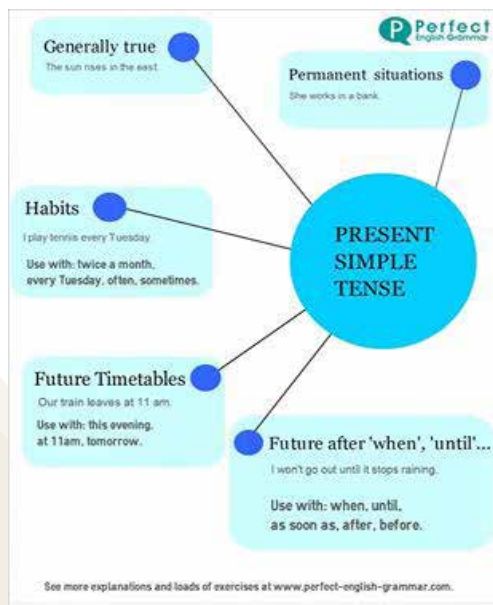 Perfect
English Grammar
Generally true
The sun rises in the east.
Permanent situations
She works in a bank.
Habits
I play tennis every Tuesday
Use with: twice a month,
every Tuesday, often, sometimes.
PRESENT
SIMPLE
TENSE
Future Timetables
Our train leaves at 11 am.
Use with: this evening,
at 11am, tomorrow.
Future after 'when', 'until'...
I won't go out until it stops raining.
Use with: when, until,
as soon as, after, before.
See more explanations and loads of exercises at www.perfect-english-grammar.com.